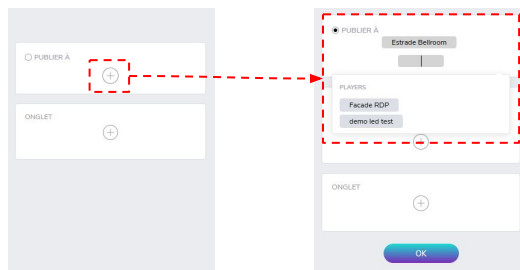 PUBLIER À
ONGLET
PUBLIER À
Estrade Bellroom
PLAYERS
Facade RDP
demo led test
ONGLET
OK